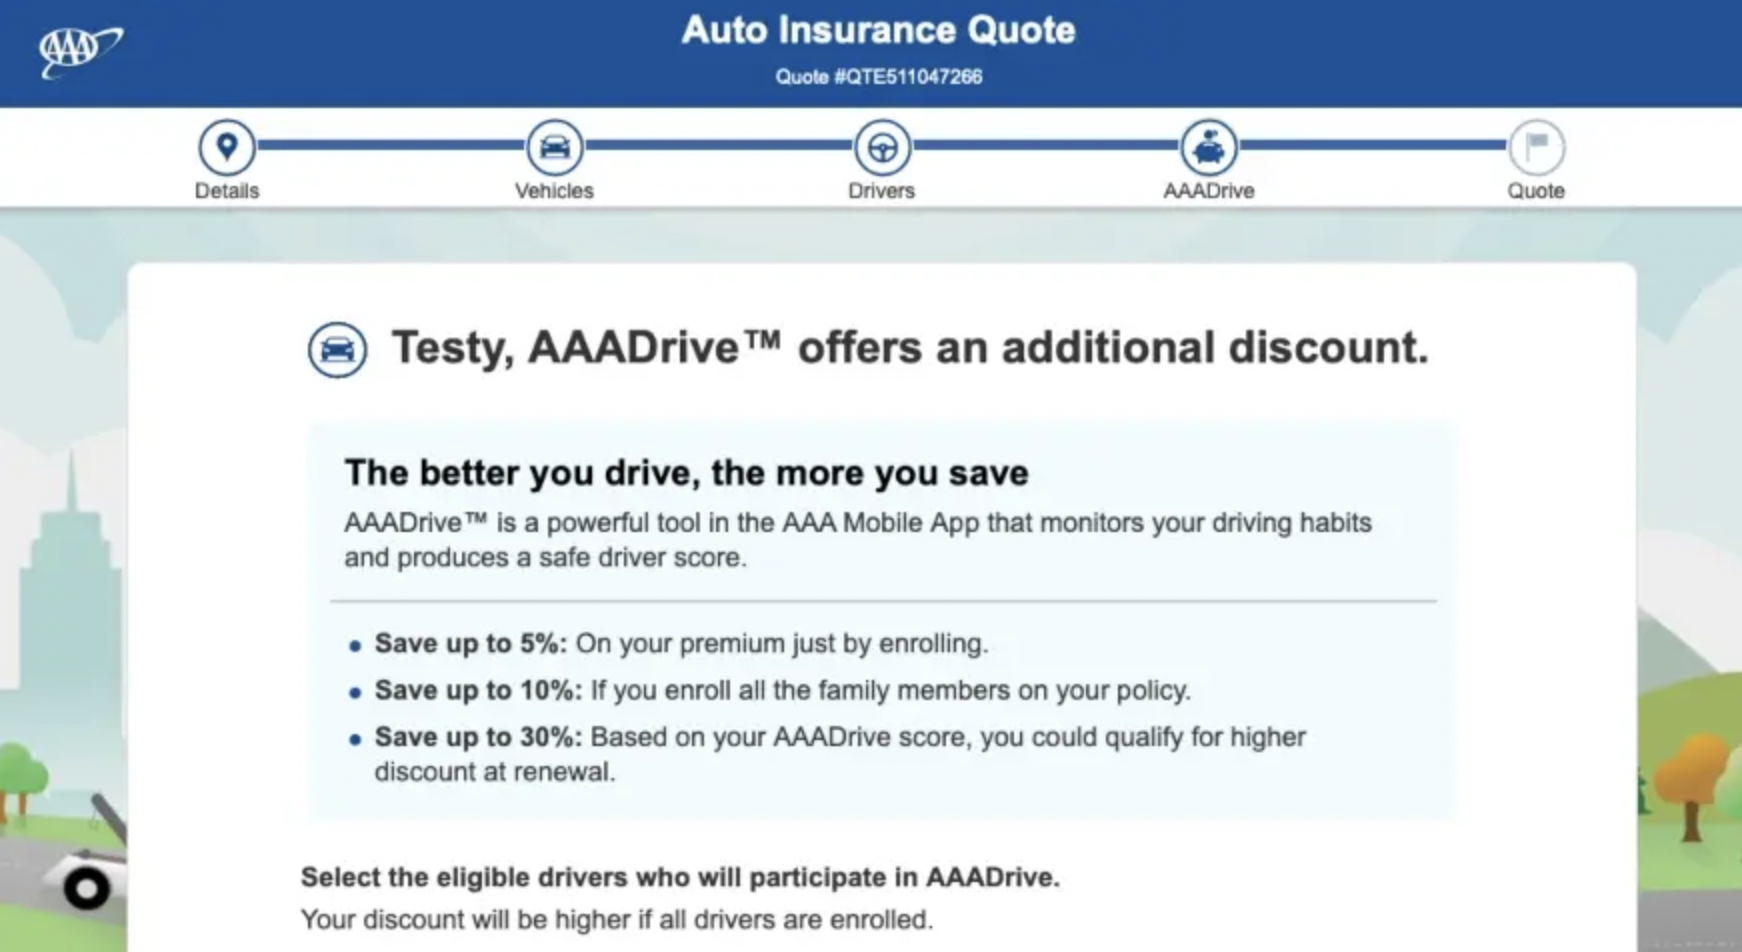 AAA
Auto Insurance Quote
Quote #QTE511047266
Details
Vehicles
Drivers
AAADrive
Quote
Testy, AAADrive™ offers an additional discount.
The better you drive, the more you save
AAADrive™ is a powerful tool in the AAA Mobile App that monitors your driving habits
and produces a safe driver score.
• Save up to 5%: On your premium just by enrolling.
• Save up to 10%: If you enroll all the family members on your policy.
• Save up to 30%: Based on your AAADrive score, you could qualify for higher
discount at renewal.
Select the eligible drivers who will participate in AAADrive.
Your discount will be higher if all drivers are enrolled.